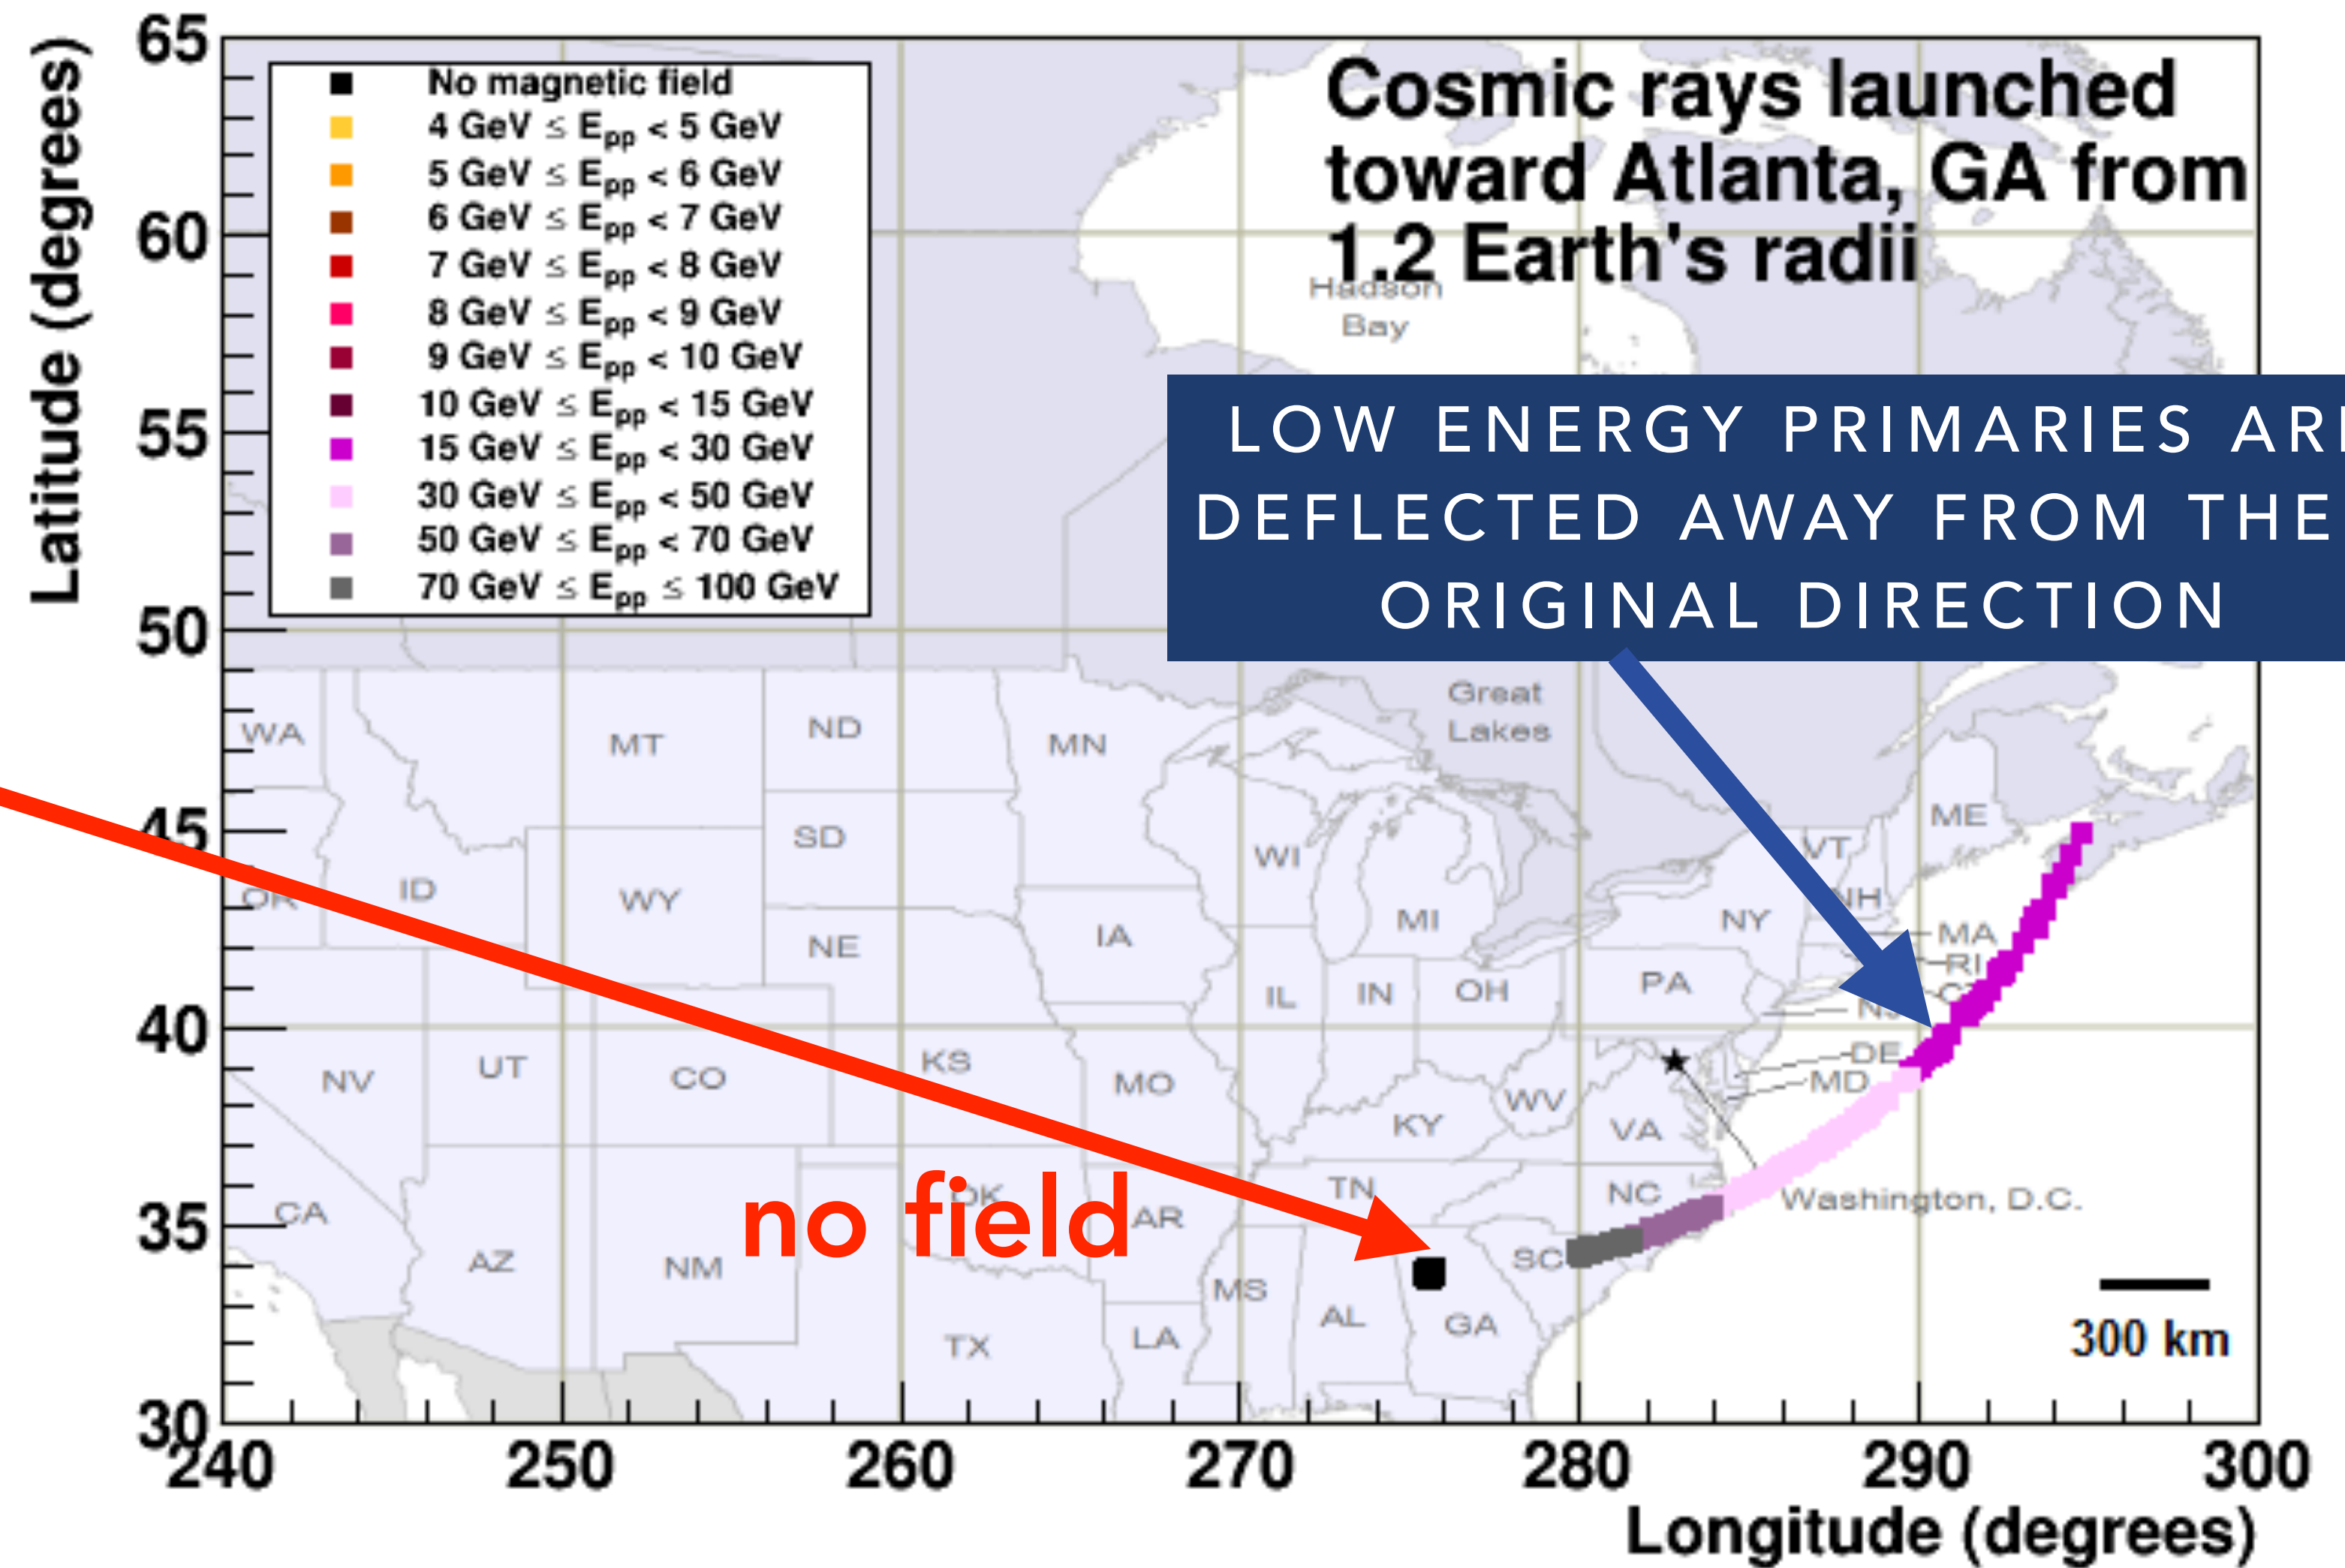 Cosmic rays launched
toward Atlanta, GA from
1.2 Earth's radii
No magnetic field
4 GeV ≤ Epp < 5 GeV
5 GeV ≤ Epp < 6 GeV
6 GeV ≤ Epp < 7 GeV
7 GeV ≤ Epp < 8 GeV
8 GeV ≤ Epp < 9 GeV
9 GeV ≤ Epp < 10 GeV
10 GeV ≤ Epp < 15 GeV
15 GeV ≤ Epp < 30 GeV
30 GeV ≤ Epp < 50 GeV
50 GeV ≤ Epp < 70 GeV
70 GeV ≤ Epp ≤ 100 GeV
Latitude (degrees)
65
60
55
50
45
40
35
30
Hadson
Bay
LOW ENERGY PRIMARIES ARE
DEFLECTED AWAY FROM THE
ORIGINAL DIRECTION
Great
Lakes
WA
MT
ND
MN
ME
SD
WI
VT
OR
ID
WY
NH
MI
NY
IA
MA
NE
RI
PA
IL
IN
OH
NJ
NV
UT
CO
KS
MO
DE
MD
WV
KY
VA
CA
OK
TN
NC
Washington, D.C.
AR
no field
AZ
NM
SC
MS
AL
GA
TX
LA
300 km
240 250 260 270 280 290 300
Longitude (degrees)